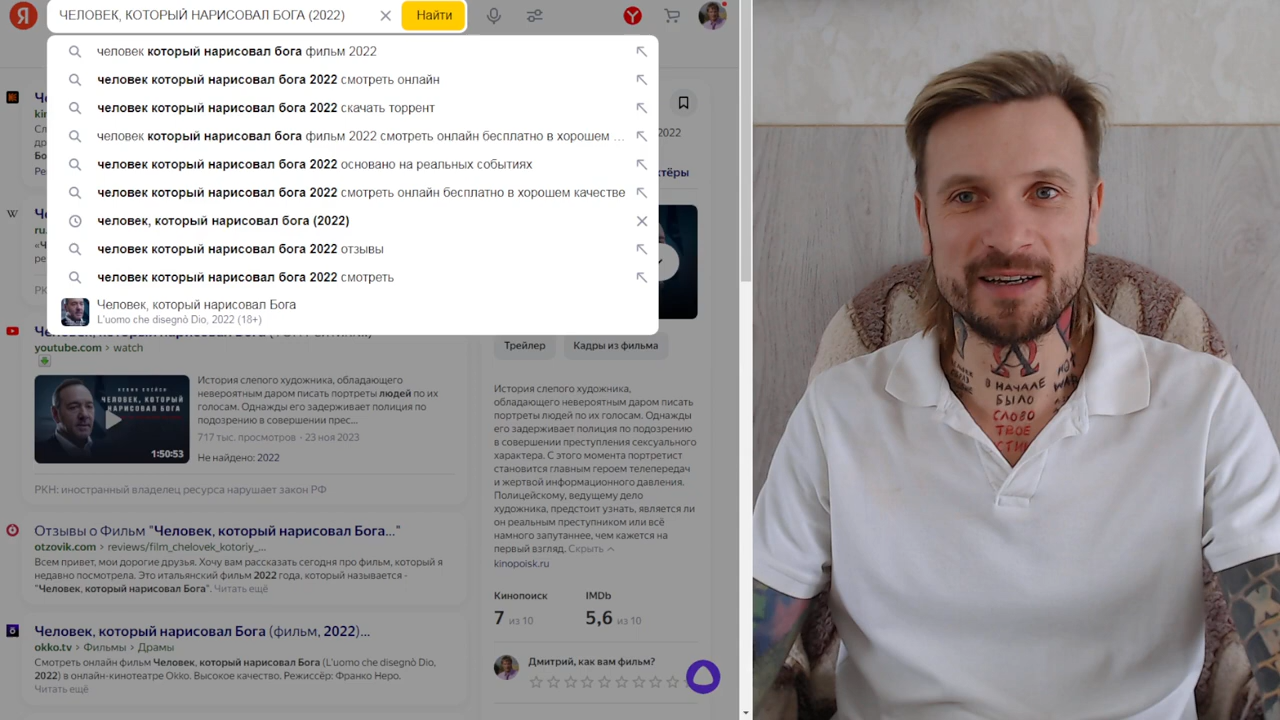 Я
ЧЕЛОВЕК, КОТОРЫЙ НАРИСОВАЛ БОГА (2022)
Найти
человек который нарисовал бога фильм 2022
человек который нарисовал бога 2022 смотреть онлайн
человек который нарисовал бога 2022 скачать торрент
человек который нарисовал бога фильм 2022 смотреть онлайн бесплатно в хорошем ...
человек который нарисовал бога 2022 основано на реальных событиях
человек который нарисовал бога 2022 смотреть онлайн бесплатно в хорошем качестве
человек, который нарисовал бога (2022)
человек который нарисовал бога 2022 отзывы
человек который нарисовал бога 2022 смотреть
Человек, который нарисовал Бога
L'uomo che disegnò Dio, 2022 (18+)
2022
youtube.com › watch
КЕВИН СПЕЙСИ
ЧЕЛОВЕК, КОТОРЫЙ
НАРИСОВАЛ БОГА
1:50:53
История слепого художника, обладающего
невероятным даром писать портреты людей по их
голосам. Однажды его задерживает полиция по
подозрению в совершении прес...
717 тыс. просмотров · 23 ноя 2023
Не найдено: 2022
РКН: иностранный владелец ресурса нарушает закон РФ
Отзывы о Фильм "Человек, который нарисовал Бога..."
otzovik.com › reviews/film_chelovek_kotoriy_...
Всем привет, мои дорогие друзья. Хочу вам рассказать сегодня про фильм, который я
недавно посмотрела. Это итальянский фильм 2022 года, который называется -
"Человек, который нарисовал Бога". Читать ещё
Человек, который нарисовал Бога (фильм, 2022)...
okko.tv › Фильмы › Драмы
Смотреть онлайн фильм Человек, который нарисовал Бога (L'uomo che disegnò Dio,
2022) в онлайн-кинотеатре Okko. Высокое качество. Режиссёр: Франко Неро.
Читать ещё
Трейлер
Кадры из фильма
История слепого художника,
обладающего невероятным даром писать
портреты людей по их голосам. Однажды
его задерживает полиция по подозрению
в совершении преступления сексуального
характера. С этого момента портретист
становится главным героем телепередач
и жертвой информационного давления.
Полицейскому, ведущему дело
художника, предстоит узнать, является ли
он реальным преступником или всё
намного запутаннее, чем кажется на
первый взгляд. Скрыть
kinopoisk.ru
Кинопоиск
IMDb
7 из 10
5,6 из 10
Дмитрий, как вам фильм?
В НАЧАЛЕ
БЫЛО
СЛОВО
ТВОЕ